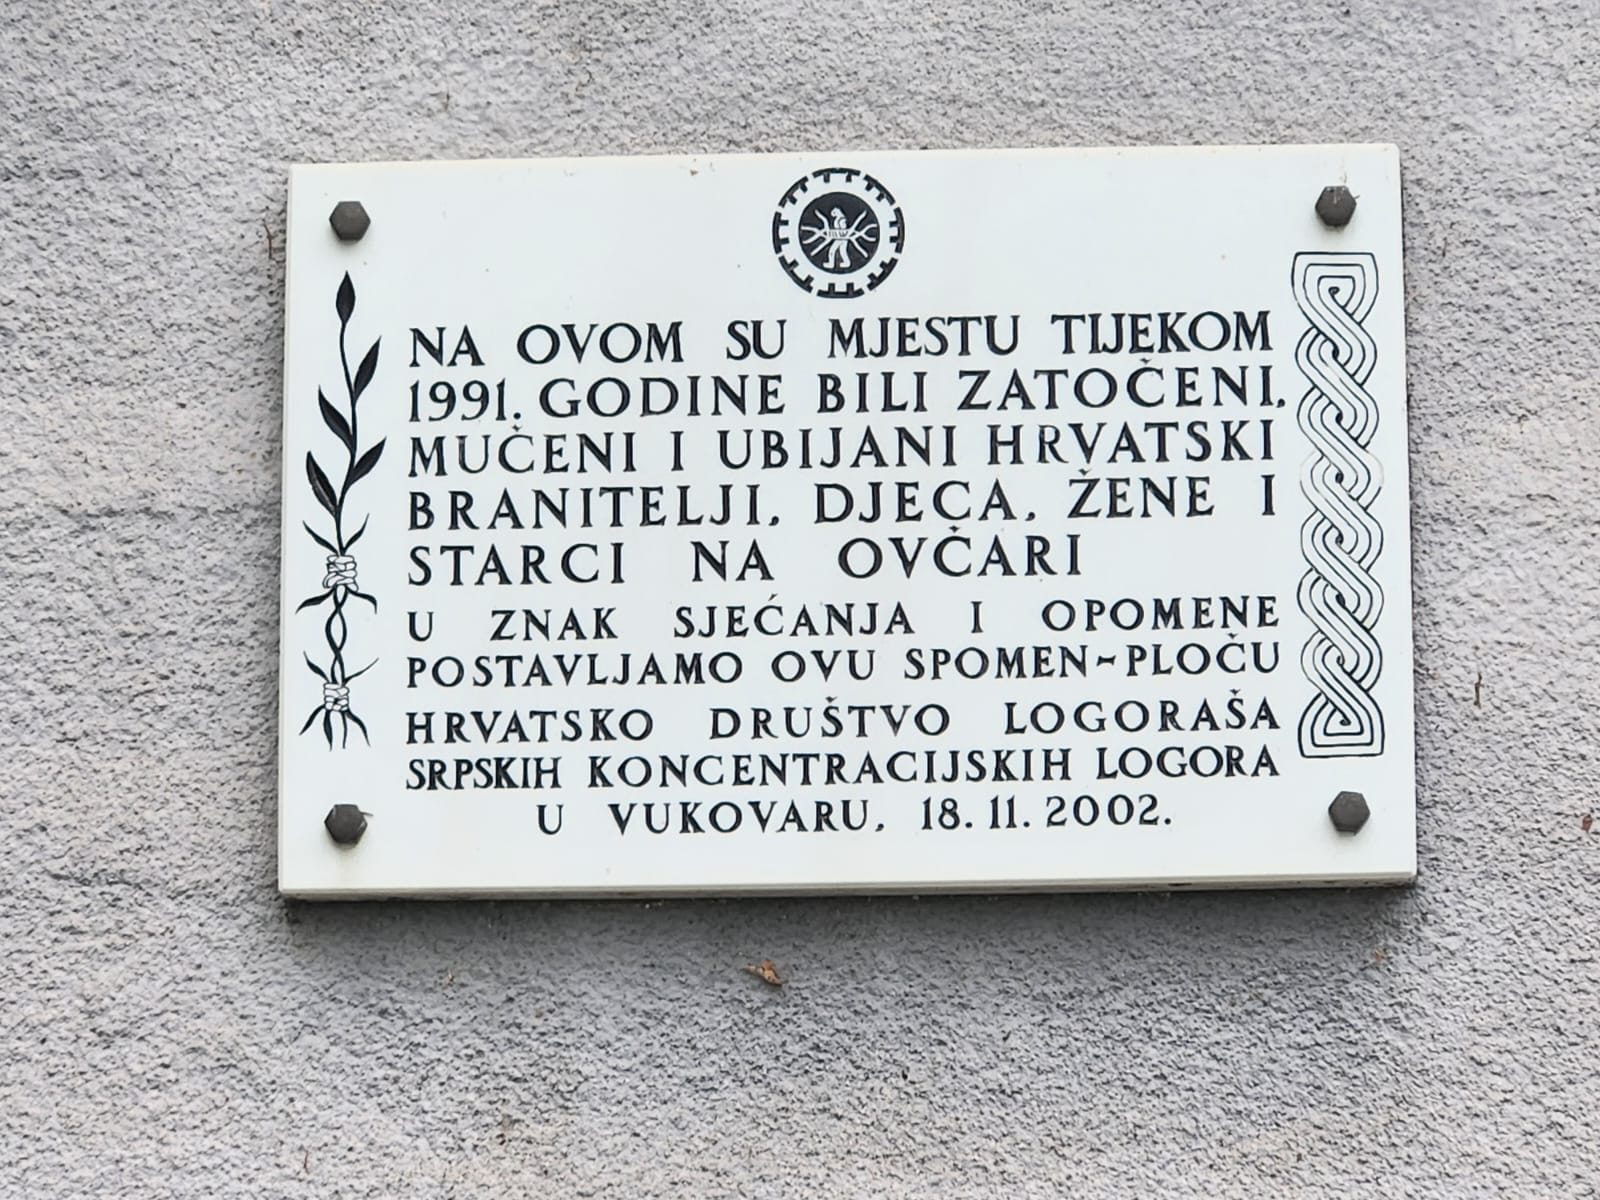 NA OVOM SU MJESTU TIJEKOM
1991. GODINE BILI ZATOČENI,
MUČENI I UBIJANI HRVATSKI
BRANITELJI, DJECA, ŽENE I
STARCI NA OVČARI
U ZNAK SJEĆANJA I OPOMENE
POSTAVLJAMO OVU SPOMEN-PLOČU
HRVATSKO DRUŠTVO LOGORAŠA
SRPSKIH KONCENTRACIJSKIH LOGORA
U VUKOVARU, 18.11.2002.